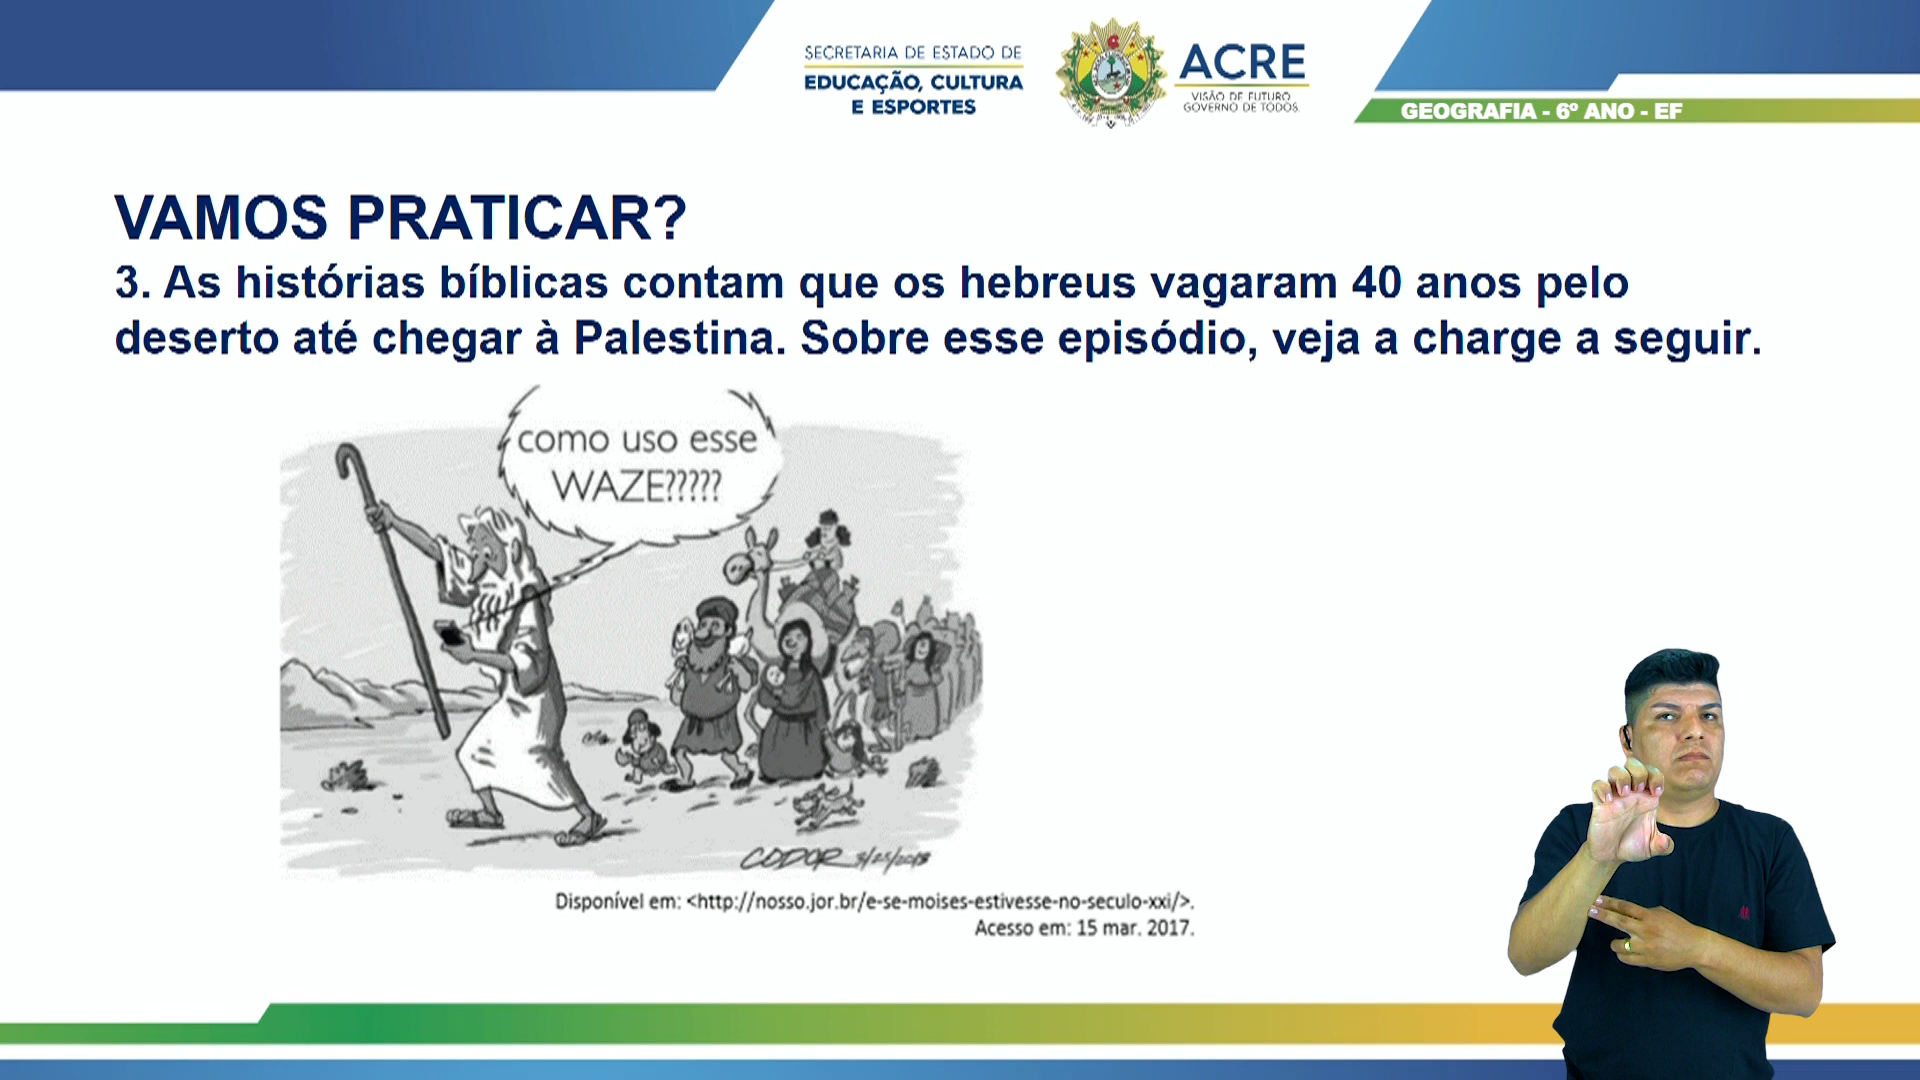 SECRETARIA DE ESTADO DE
EDUCAÇÃO, CULTURA
E ESPORTES
ACRE
VISÃO DE FUTURO
GOVERNO DE TODOS.
GEOGRAFIA - 6º ANO - EF
VAMOS PRATICAR?
3. As histórias bíblicas contam que os hebreus vagaram 40 anos pelo
deserto até chegar à Palestina. Sobre esse episódio, veja a charge a seguir.
como uso esse
WAZE?????
CODOR
Disponível em: <http://nosso.jor.br/e-se-moises-estivesse-no-seculo-xxi/>.
Acesso em: 15 mar. 2017.